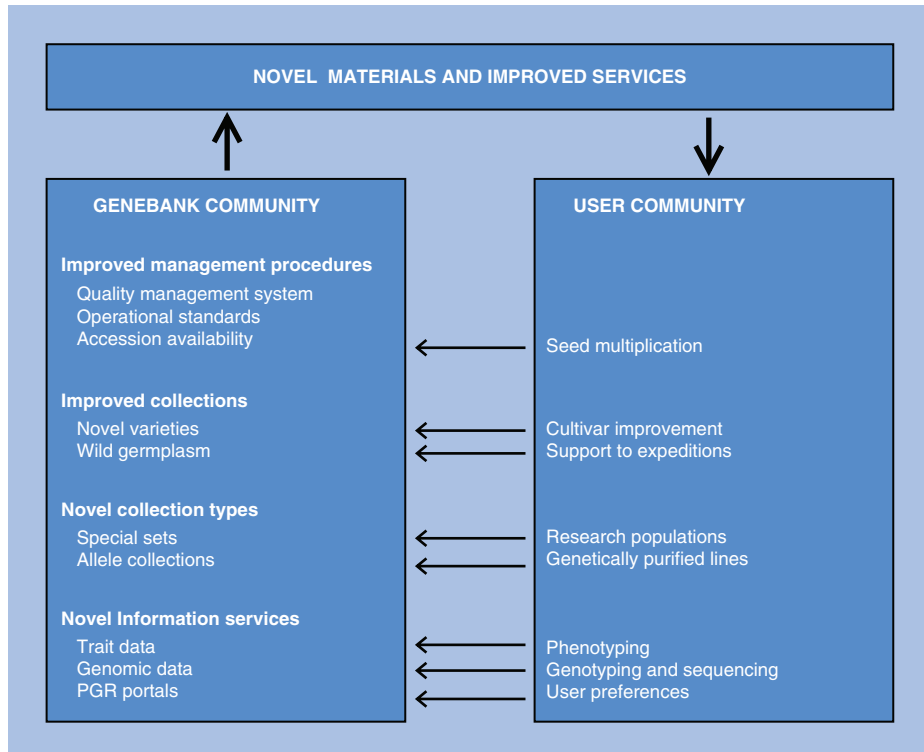 NOVEL MATERIALS AND IMPROVED SERVICES
GENEBANK COMMUNITY
Improved management procedures
Quality management system
Operational standards
Accession availability
Improved collections
Novel varieties
Wild germplasm
Novel collection types
Special sets
Allele collections
Novel Information services
Trait data
Genomic data
PGR portals
USER COMMUNITY
Seed multiplication
Cultivar improvement
Support to expeditions
Research populations
Genetically purified lines
Phenotyping
Genotyping and sequencing
User preferences